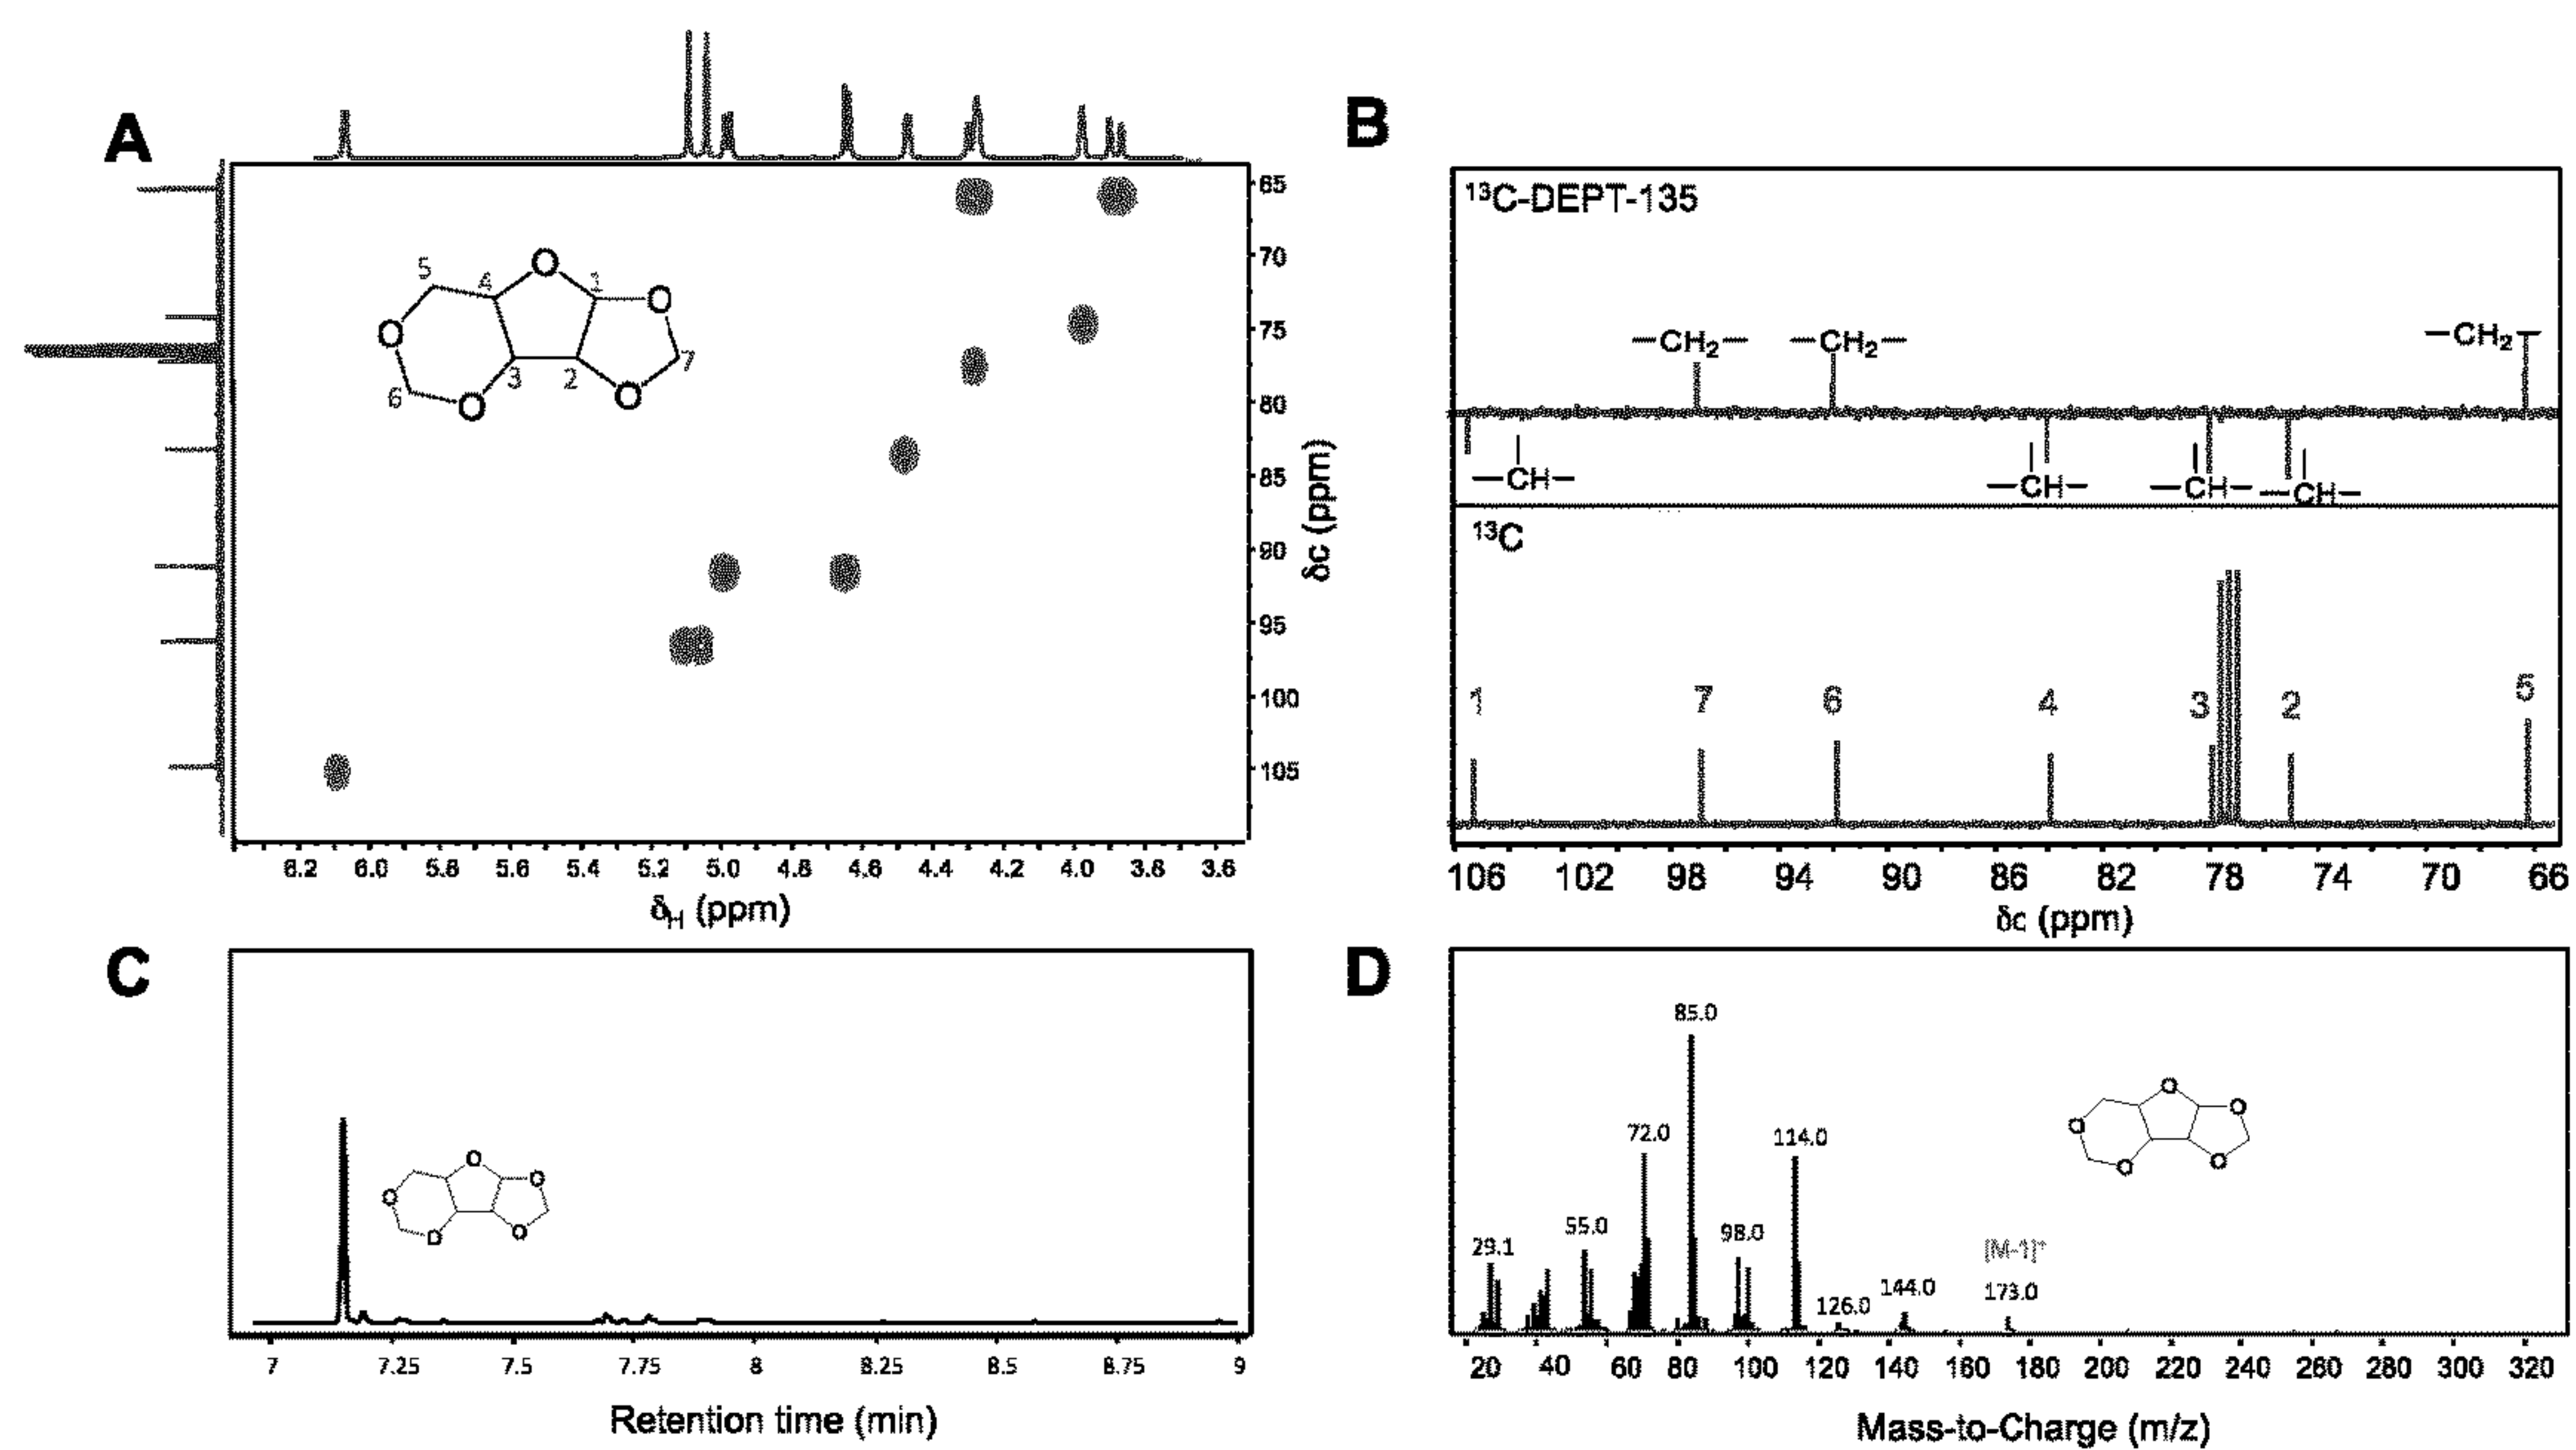 A
65
70
75
80
85
90
95
100
105
δc (ppm)
5
4
O
1
O
O
7
3
2
6
O
O
6.2 6.0 5.8 5.6 5.4 5.2 5.0 4.8 4.6 4.4 4.2 4.0 3.8 3.6
δH (ppm)
B
¹³C-DEPT-135
—CH₂— —CH₂— —CH₂—
—CH— —CH— —CH— —CH—
¹³C
1 7 6 4 3 2 5
106 102 98 94 90 86 82 78 74 70 66
δc (ppm)
C
O
O
O
O
O
7 7.25 7.5 7.75 8 8.25 8.5 8.75 9
Retention time (min)
D
85.0
72.0
114.0
55.0
98.0
29.1
[M-1]⁺
126.0
144.0
173.0
O
O
O
O
O
20 40 60 80 100 120 140 160 180 200 220 240 260 280 300 320
Mass-to-Charge (m/z)